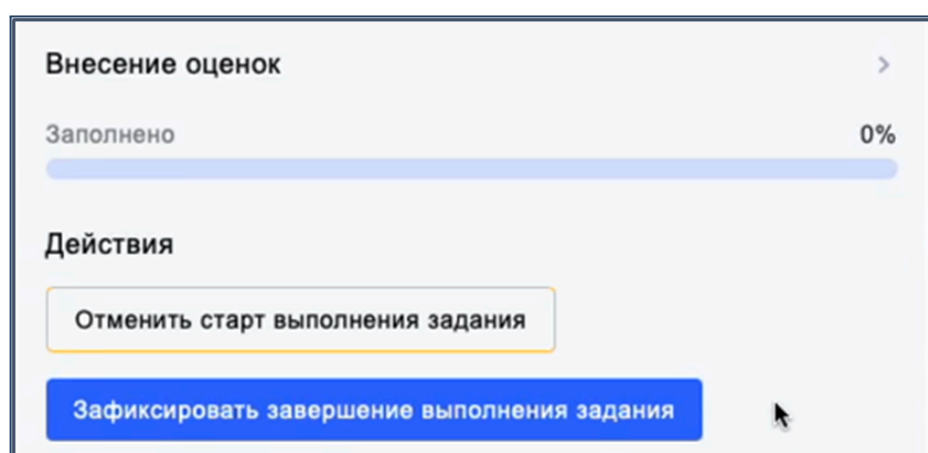 Внесение оценок
Заполнено 0%
Действия
Отменить старт выполнения задания
Зафиксировать завершение выполнения задания